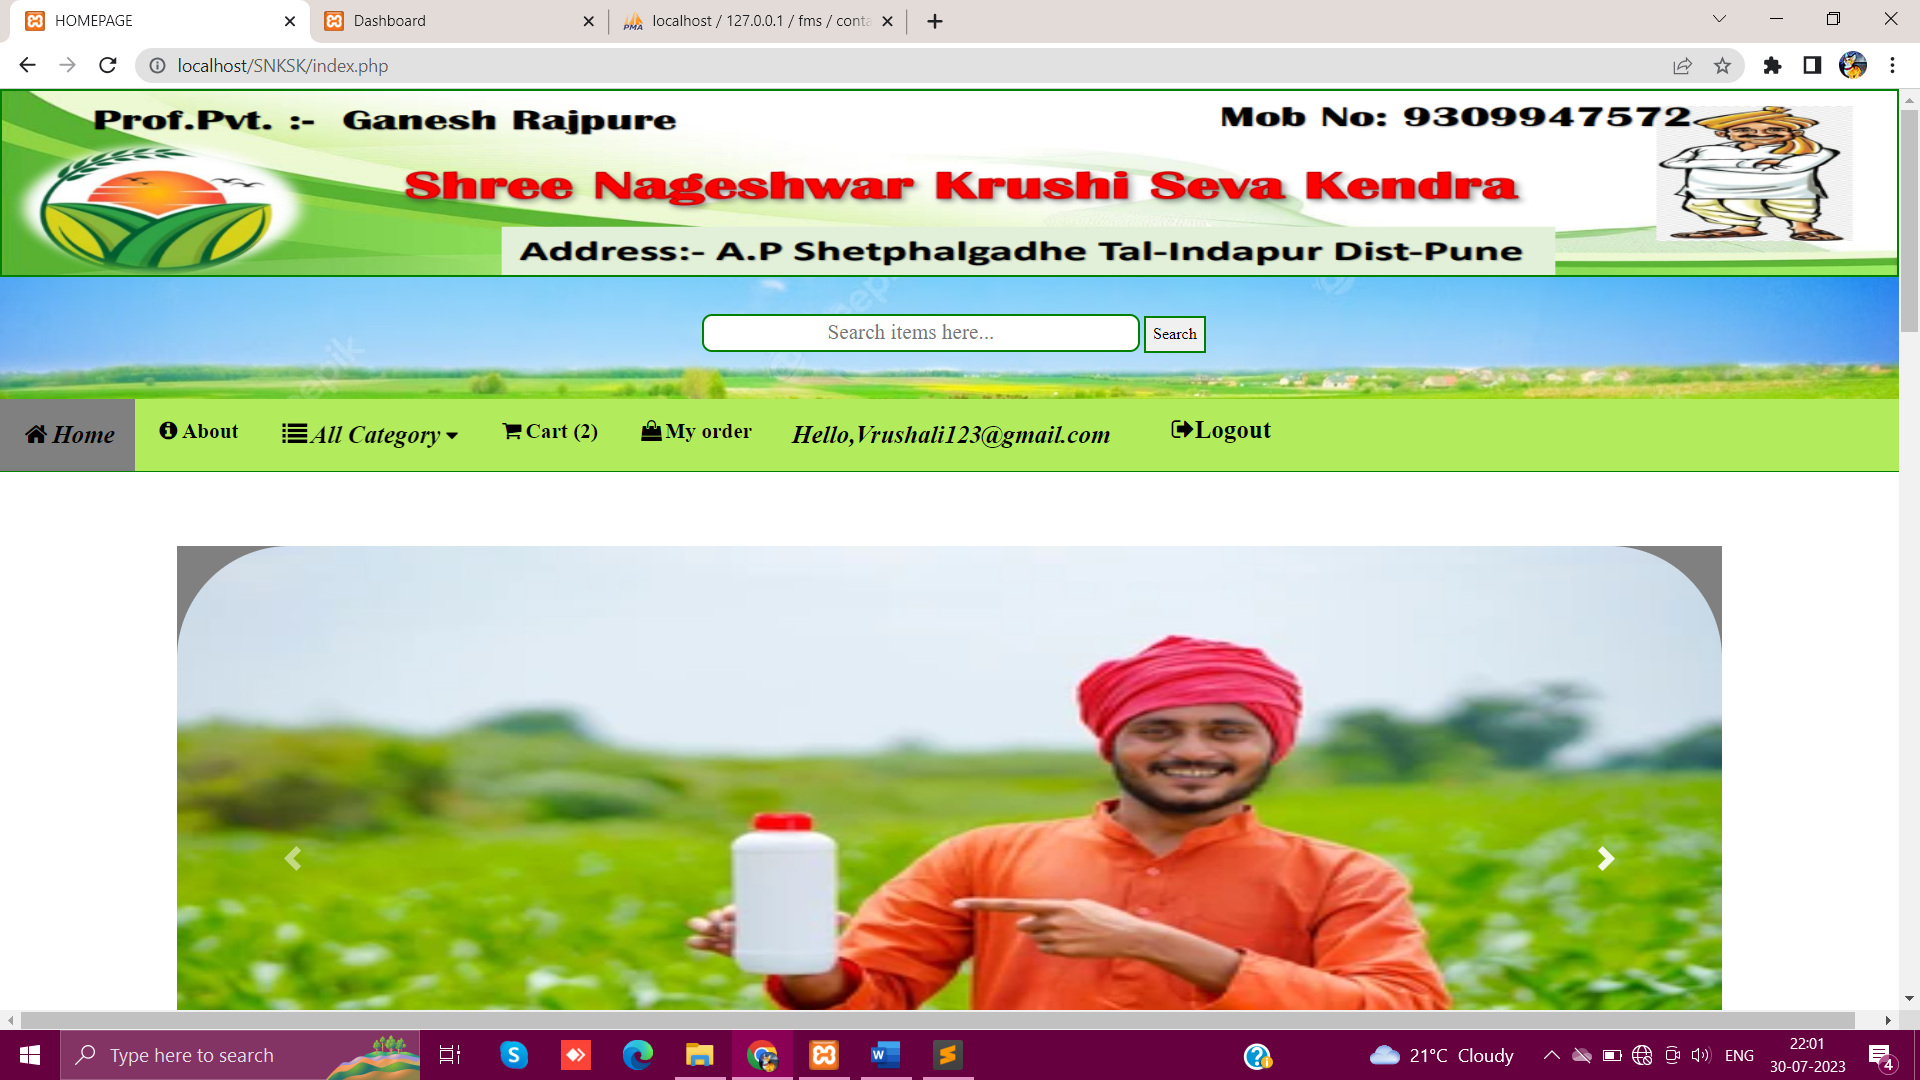 HOMEPAGE
Dashboard
localhost / 127.0.0.1 / fms / conta
localhost/SNKSK/index.php
Prof.Pvt. :- Ganesh Rajpure
Mob No: 9309947572
Shree Nageshwar Krushi Seva Kendra
Address:- A.P Shetphalgadhe Tal-Indapur Dist-Pune
Search items here...
Search
Home
About
All Category
Cart (2)
My order
Hello,Vrushali123@gmail.com
Logout
Type here to search
21°C Cloudy
ENG
22:01
30-07-2023
4